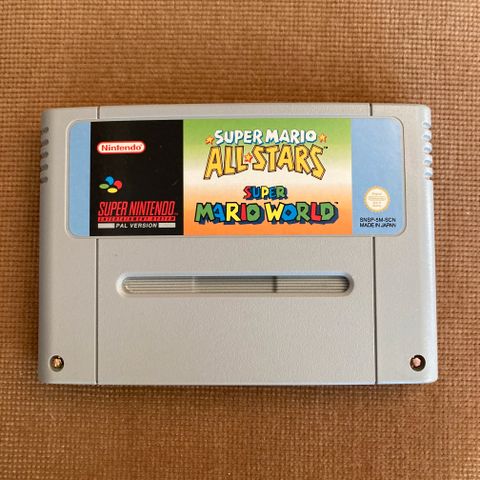 Nintendo
SUPER NINTENDO
ENTERTAINMENT SYSTEM
PAL VERSION
SUPER MARIO
ALL★STARS
SUPER
MARIO WORLD
SNSP-5M-SCN
MADE IN JAPAN